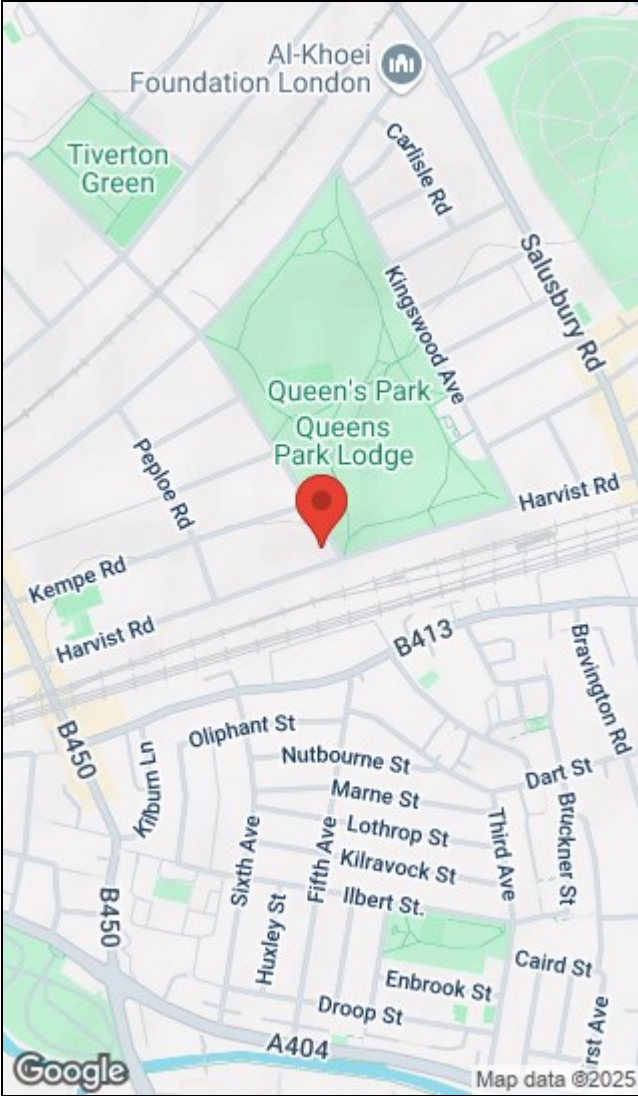 Al-Khoei
Foundation London
Tiverton
Green
Carlisle Rd
Salusbury Rd
Kingswood Ave
Queen's Park
Queens
Park Lodge
Peploe Rd
Harvist Rd
Kempe Rd
Harvist Rd
B413
Bravington Rd
B450
Oliphant St
Kilburn Ln
Nutbourne St
Dart St
Marne St
Bruckner St
Lothrop St
Third Ave
Sixth Ave
Fifth Ave
Kilravock St
Ilbert St.
B450
Huxley St
Caird St
Enbrook St
Droop St
irst Ave
A404
Google
Map data ©2025